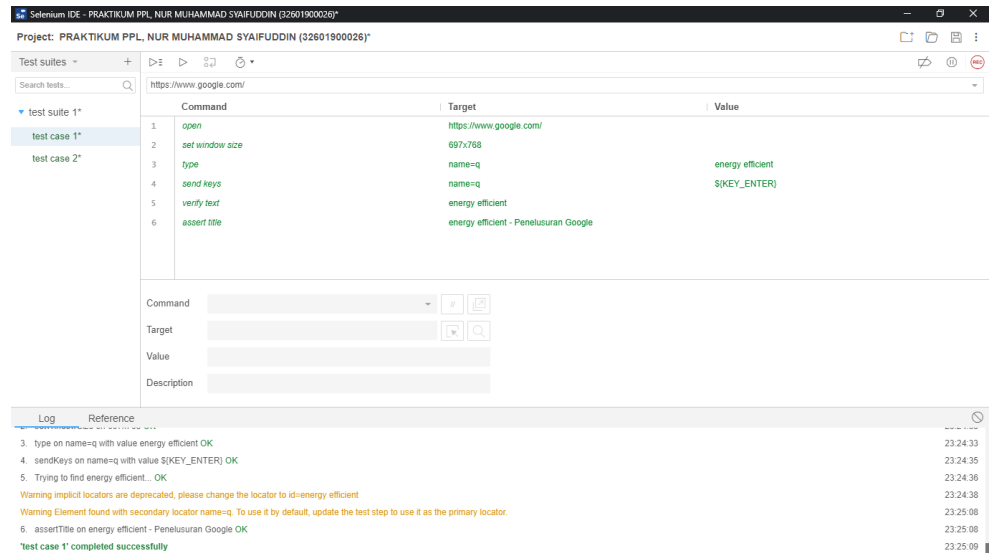 Se Selenium IDE - PRAKTIKUM PPL, NUR MUHAMMAD SYAIFUDDIN (32601900026)*
Project: PRAKTIKUM PPL, NUR MUHAMMAD SYAIFUDDIN (32601900026)*
Test suites
REC
Search tests...
https://www.google.com/
Command Target Value
test suite 1*
test case 1*
test case 2*
1 open https://www.google.com/
2 set window size 697x768
3 type name=q energy efficient
4 send keys name=q ${KEY_ENTER}
5 verify text energy efficient
6 assert title energy efficient - Penelusuran Google
Command //
Target
Value
Description
Log Reference
3. type on name=q with value energy efficient OK 23:24:33
4. sendKeys on name=q with value ${KEY_ENTER} OK 23:24:35
5. Trying to find energy efficient... OK 23:24:36
Warning implicit locators are deprecated, please change the locator to id=energy efficient 23:24:38
Warning Element found with secondary locator name=q. To use it by default, update the test step to use it as the primary locator. 23:25:08
6. assertTitle on energy efficient - Penelusuran Google OK 23:25:08
'test case 1' completed successfully 23:25:09